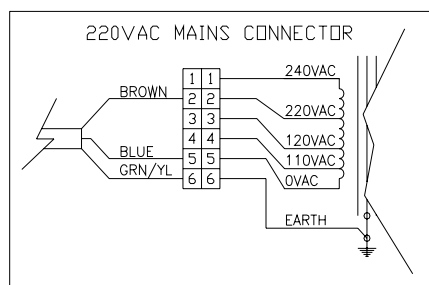 220VAC MAINS CONNECTOR
240VAC
1 1
BROWN
2 2
220VAC
3 3
120VAC
4 4
BLUE
110VAC
5 5
GRN/YL
0VAC
6 6
EARTH